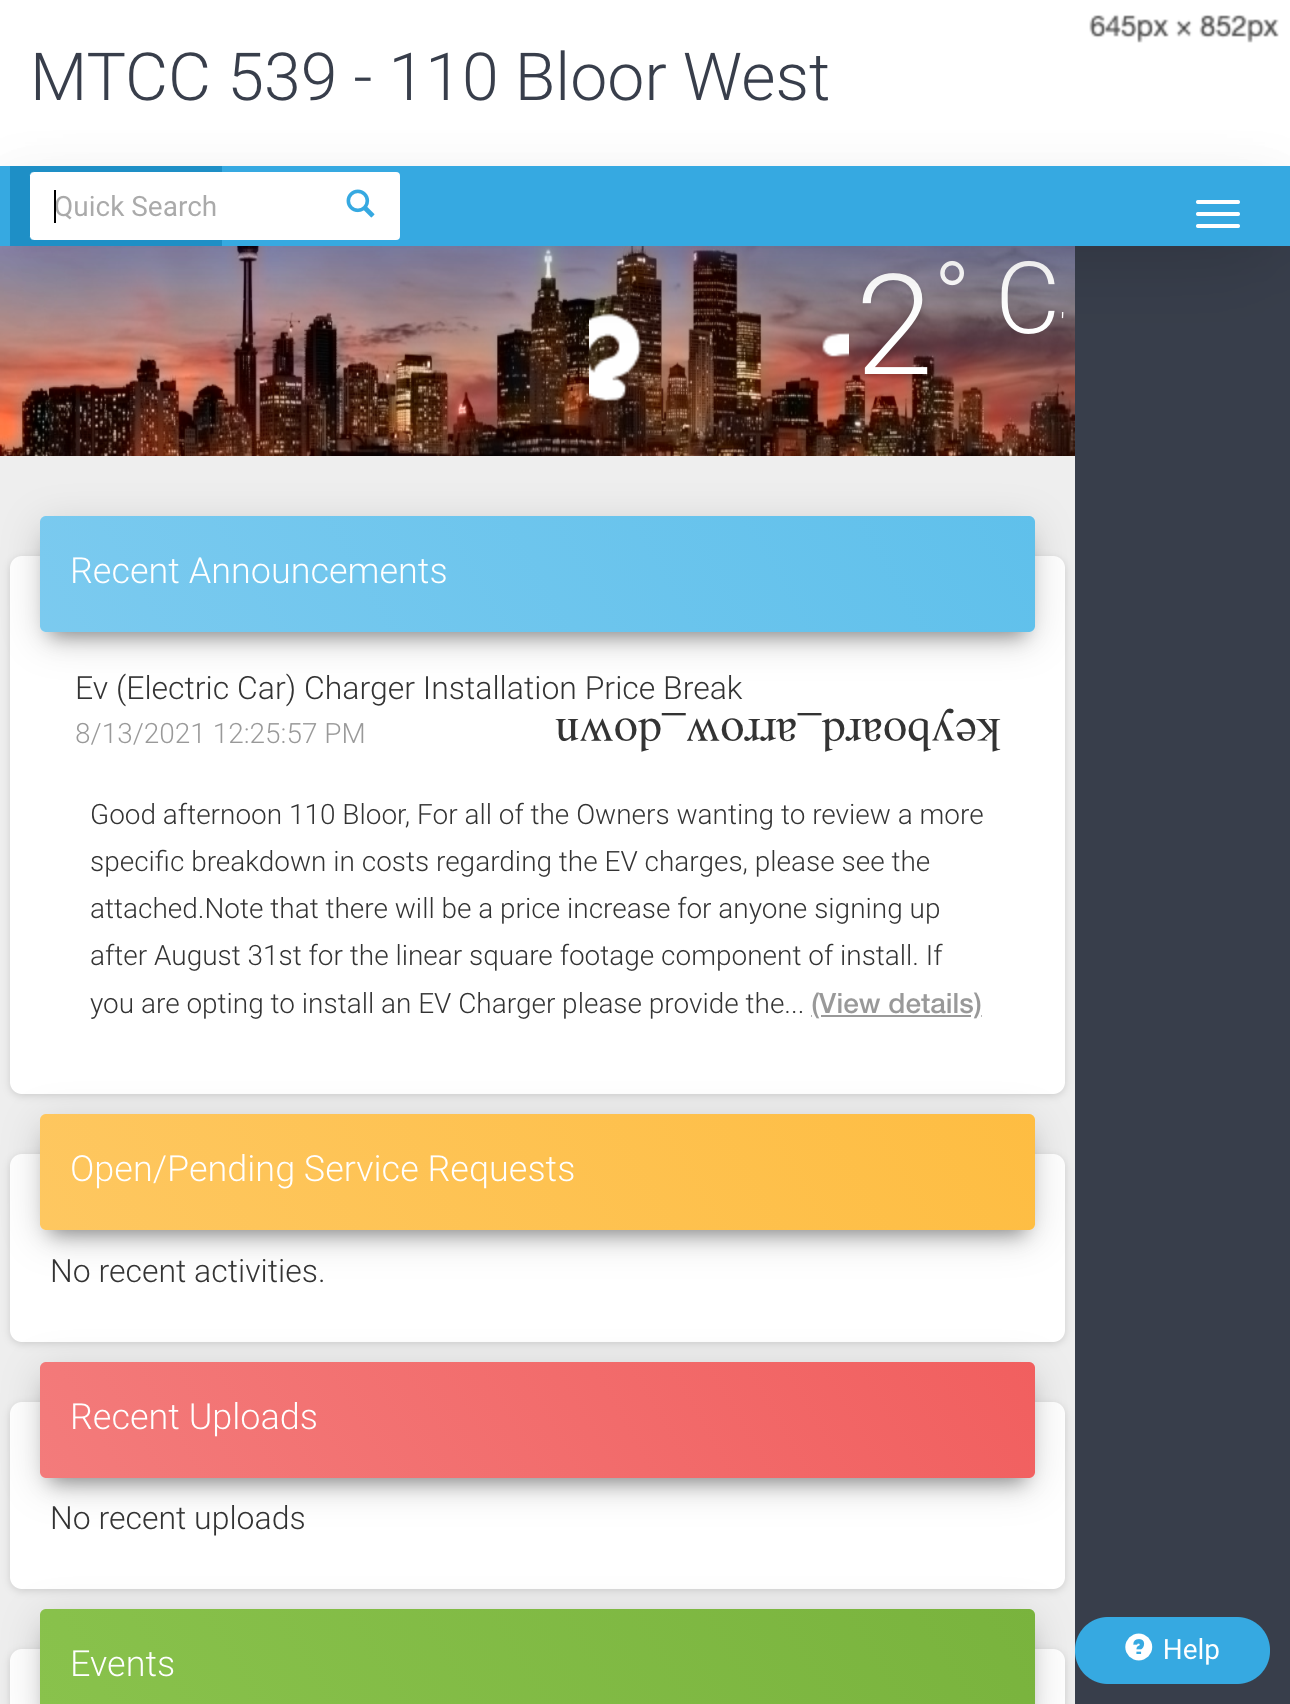 645px × 852px
MTCC 539 - 110 Bloor West
Quick Search
-2° C
Recent Announcements
Ev (Electric Car) Charger Installation Price Break
8/13/2021 12:25:57 PM
keyboard_arrow_down
Good afternoon 110 Bloor, For all of the Owners wanting to review a more
specific breakdown in costs regarding the EV charges, please see the
attached.Note that there will be a price increase for anyone signing up
after August 31st for the linear square footage component of install. If
you are opting to install an EV Charger please provide the... (View details)
Open/Pending Service Requests
No recent activities.
Recent Uploads
No recent uploads
Events
? Help